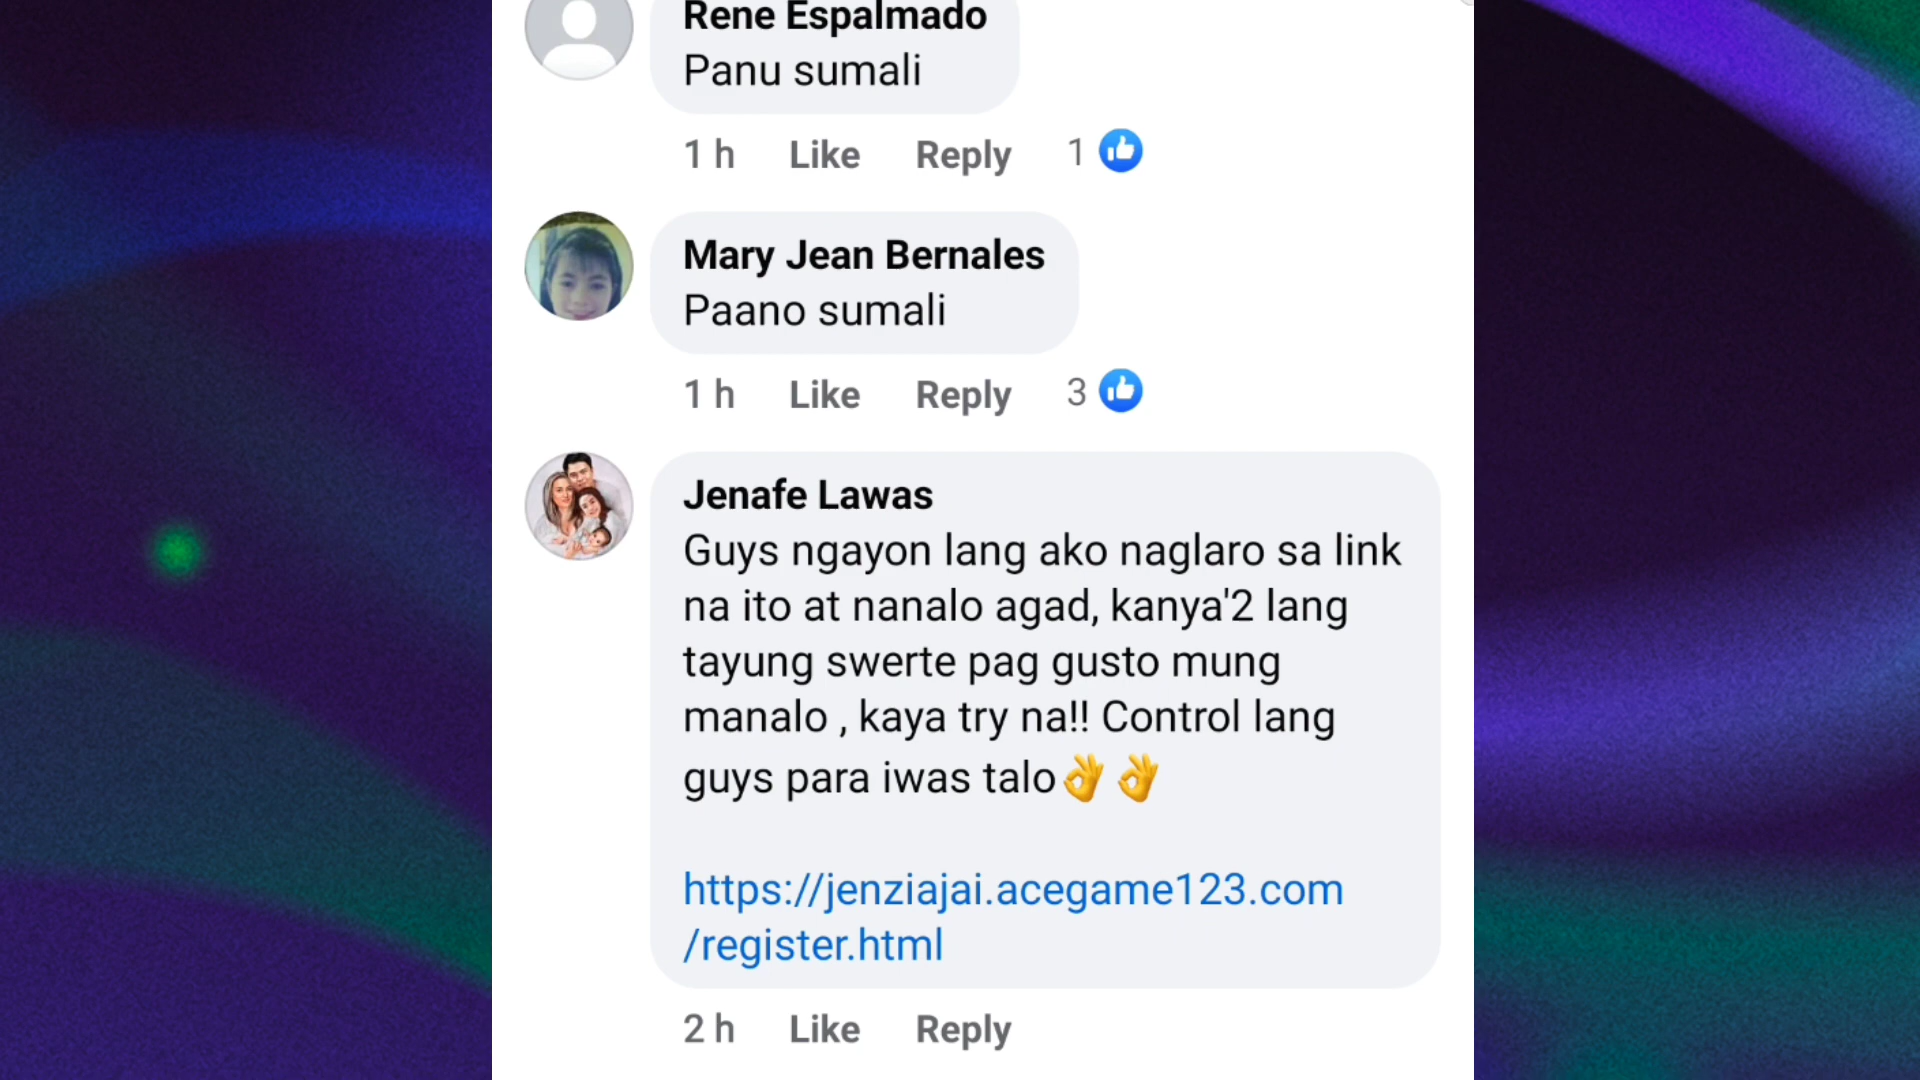 Rene Espalmado
Panu sumali
1 h Like Reply 1
Mary Jean Bernales
Paano sumali
1 h Like Reply 3
Jenafe Lawas
Guys ngayon lang ako naglaro sa link
na ito at nanalo agad, kanya'2 lang
tayung swerte pag gusto mung
manalo , kaya try na!! Control lang
guys para iwas talo👌👌
https://jenziajai.acegame123.com
/register.html
2 h Like Reply